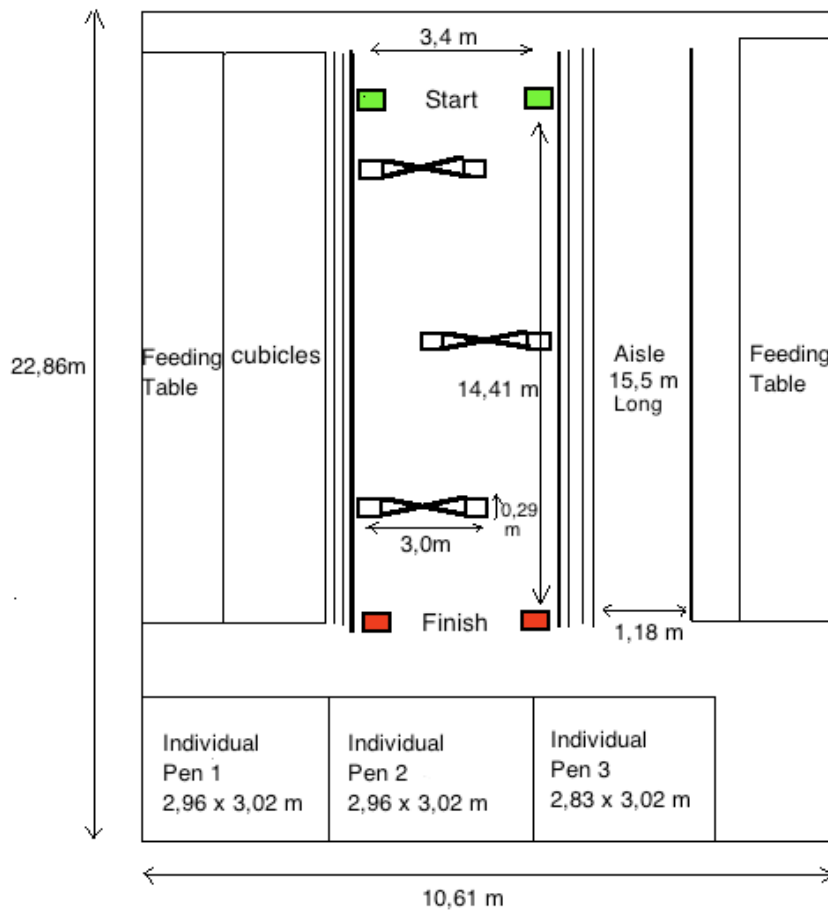 3,4 m
Start
22,86m
Feeding
Table
cubicles
14,41 m
Aisle
15,5 m
Long
Feeding
Table
0,29
m
3,0m
Finish
1,18 m
Individual
Pen 1
2,96 x 3,02 m
Individual
Pen 2
2,96 x 3,02 m
Individual
Pen 3
2,83 x 3,02 m
10,61 m